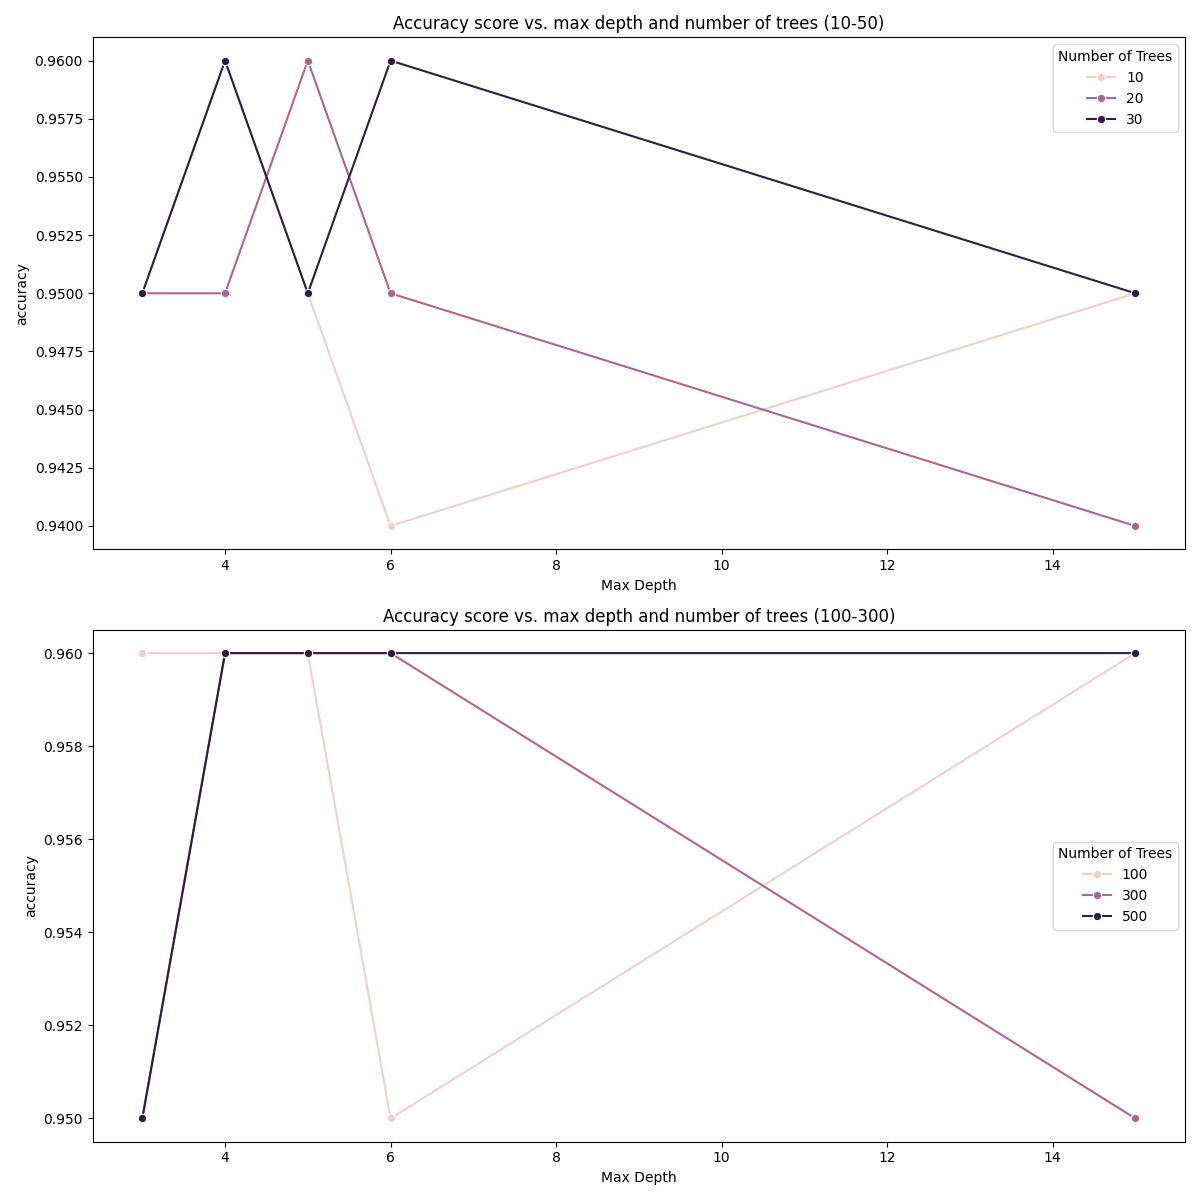 Accuracy score vs. max depth and number of trees (10-50)
accuracy
0.9600
0.9575
0.9550
0.9525
0.9500
0.9475
0.9450
0.9425
0.9400
Number of Trees
10
20
30
4 6 8 10 12 14
Max Depth
Accuracy score vs. max depth and number of trees (100-300)
accuracy
0.960
0.958
0.956
0.954
0.952
0.950
Number of Trees
100
300
500
4 6 8 10 12 14
Max Depth